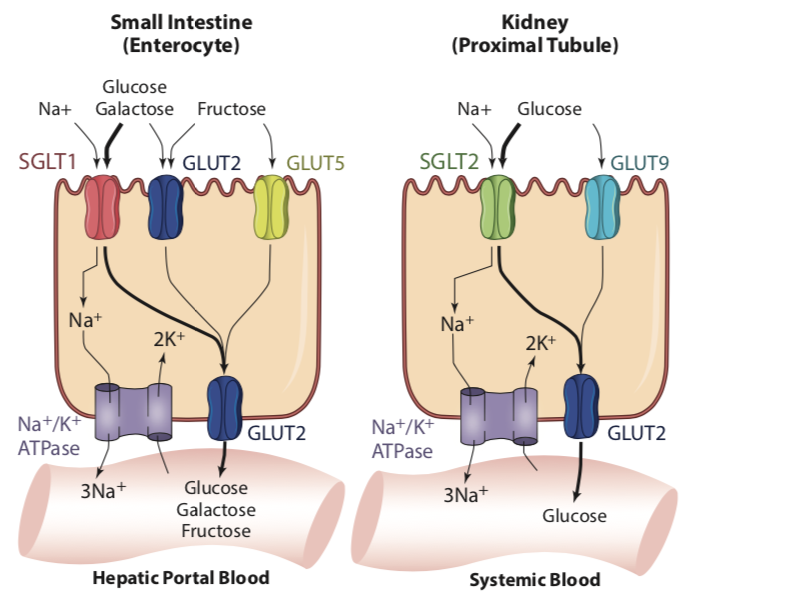 Small Intestine
(Enterocyte)
Glucose
Na+
Galactose
Fructose
SGLT1
GLUT2
GLUT5
Na⁺
2K⁺
Na⁺/K⁺
ATPase
GLUT2
3Na⁺
Glucose
Galactose
Fructose
Hepatic Portal Blood
Kidney
(Proximal Tubule)
Na+
Glucose
SGLT2
GLUT9
Na⁺
2K⁺
Na⁺/K⁺
ATPase
GLUT2
3Na⁺
Glucose
Systemic Blood